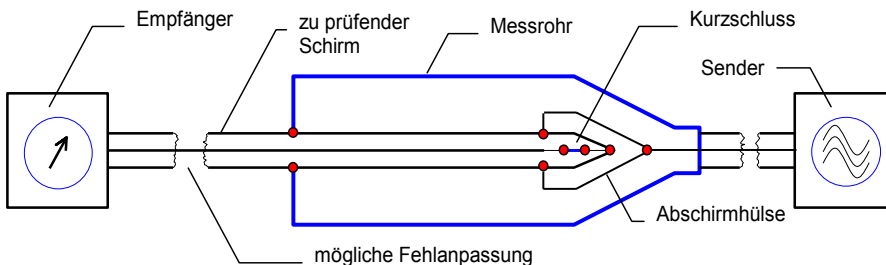 Empfänger
zu prüfender
Schirm
Messrohr
Kurzschluss
Sender
Abschirmhülse
mögliche Fehlanpassung